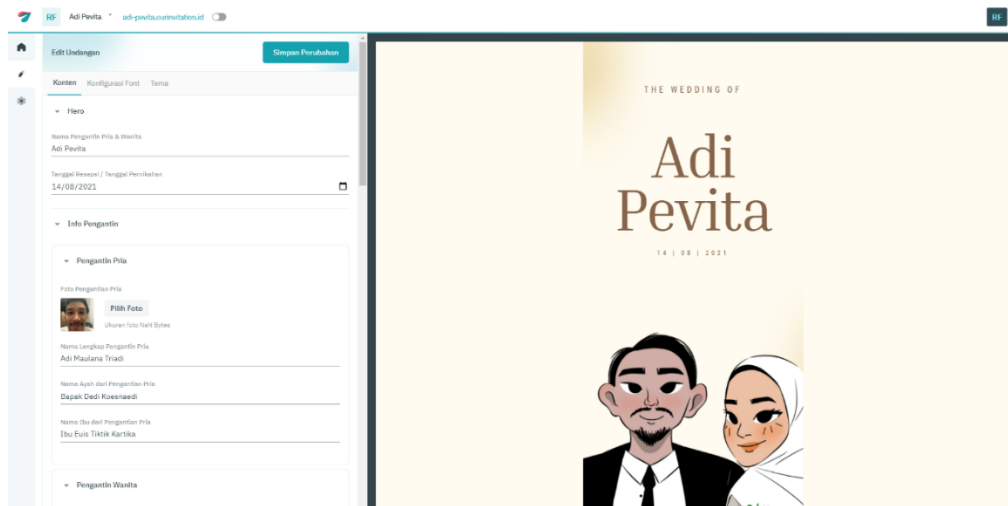 RF Adi Pevita adi-pevita.ourinvitation.id RF
Edit Undangan Simpan Perubahan
Konten Konfigurasi Font Tema
Hero
Nama Pengantin Pria & Wanita
Adi Pevita
Tanggal Resepsi / Tanggal Pernikahan
14/08/2021
Info Pengantin
Pengantin Pria
Foto Pengantin Pria
Pilih Foto
Ukuran foto NaN Bytes
Nama Lengkap Pengantin Pria
Adi Maulana Triadi
Nama Ayah dari Pengantian Pria
Bapak Dedi Koesnaedi
Nama Ibu dari Pengantian Pria
Ibu Euis Tiktik Kartika
Pengantin Wanita
THE WEDDING OF
Adi
Pevita
14 | 08 | 2021